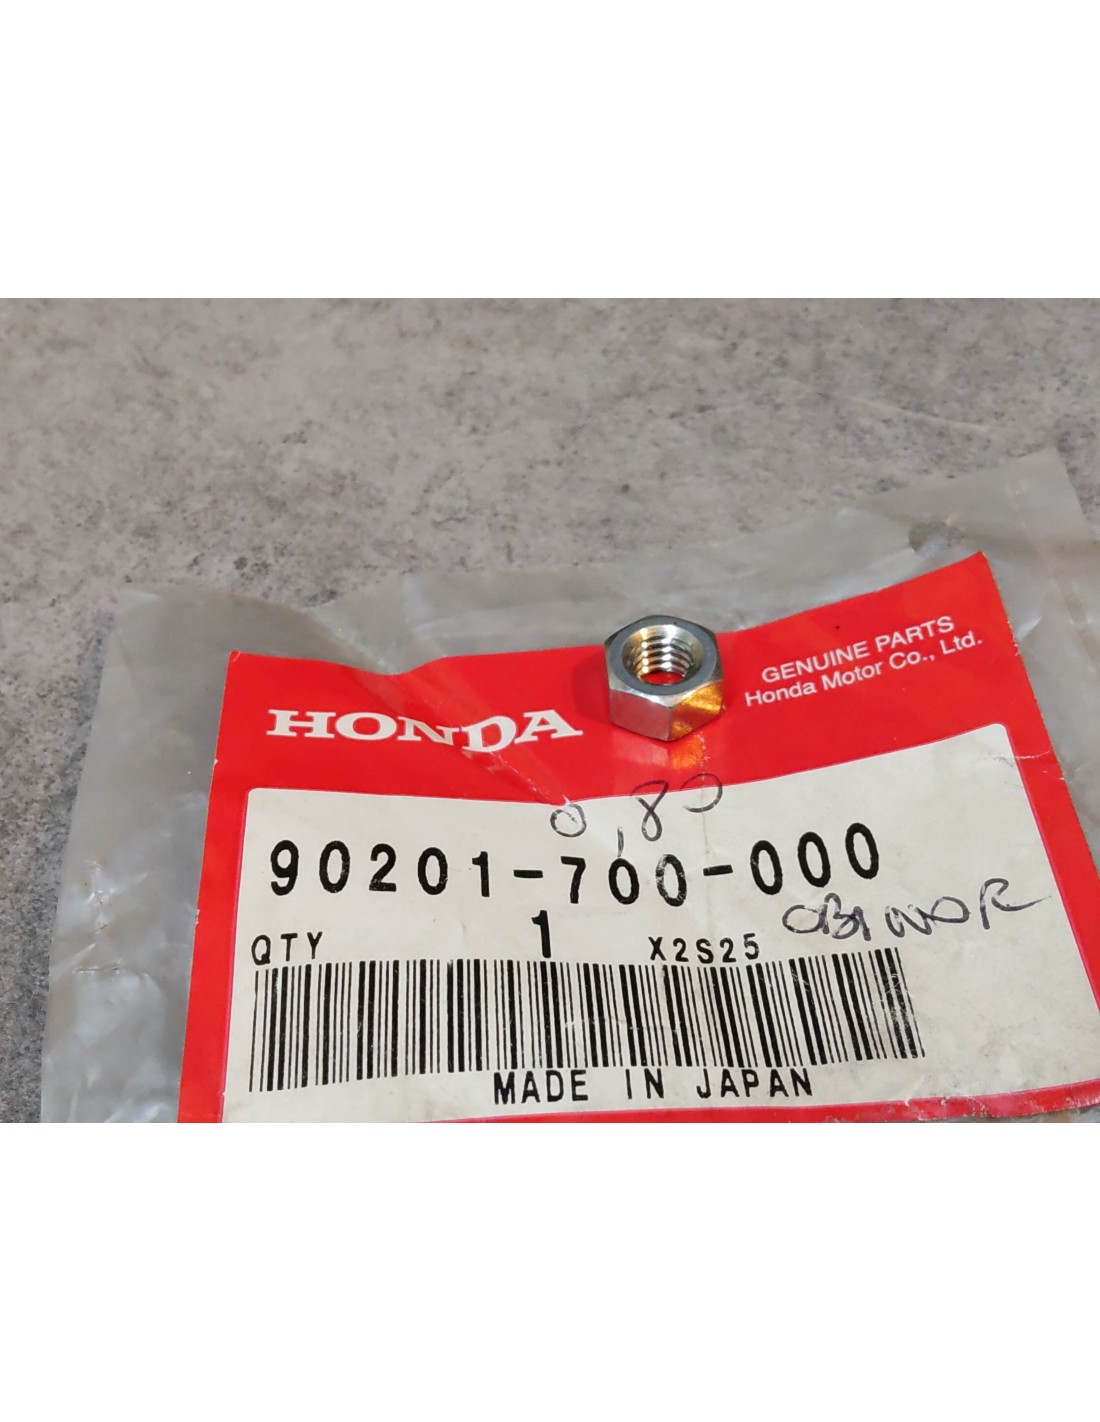 HONDA
GENUINE PARTS
Honda Motor Co., Ltd.
0,80
90201-700-000
QTY 1 X2S25
MADE IN JAPAN